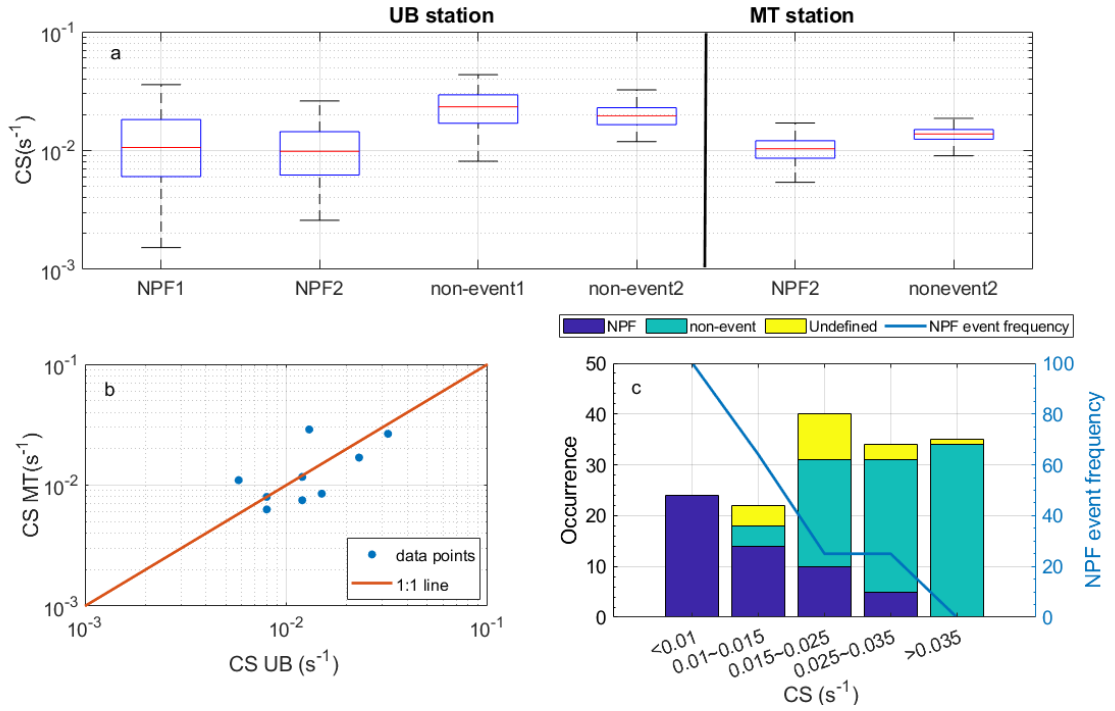 UB station MT station
10^-1
a
CS(s^-1)
10^-2
10^-3
NPF1 NPF2 non-event1 non-event2 NPF2 nonevent2
NPF non-event Undefined NPF event frequency
10^-1
b
CS MT(s^-1)
10^-2
data points
1:1 line
10^-3
10^-3 10^-2 10^-1
CS UB (s^-1)
50 100
c
40 80
30 60
Occurrence
NPF event frequency
20 40
10 20
0 0
<0.01 0.01~0.015 0.015~0.025 0.025~0.035 >0.035
CS (s^-1)